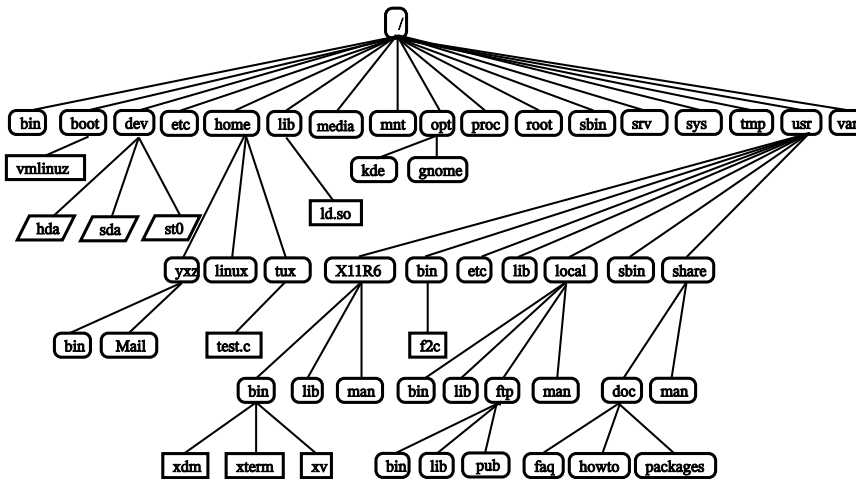 /
bin boot dev etc home lib media mnt opt proc root sbin srv sys tmp usr var
vmlinuz kde gnome
hda sda st0 ld.so
yxz linux tux X11R6 bin etc lib local sbin share
bin Mail test.c f2c
bin lib man bin lib ftp man doc man
xdm xterm xv bin lib pub faq howto packages